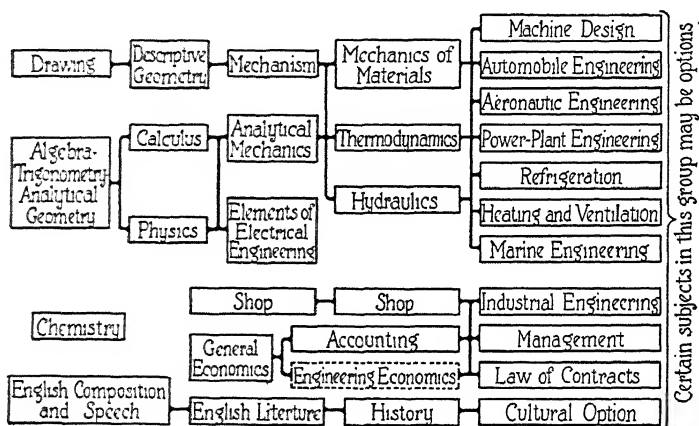 Drawing
Descriptive
Geometry
Mechanism
Mechanics of
Materials
Machine Design
Automobile Engineering
Aeronautic Engineering
Algebra-
Trigonometry
Analytical
Geometry
Calculus
Physics
Analytical
Mechanics
Elements of
Electrical
Engineering
Thermodynamics
Hydraulics
Power-Plant Engineering
Refrigeration
Heating and Ventilation
Marine Engineering
Chemistry
Shop
Shop
Industrial Engineering
General
Economics
Accounting
Management
Engineering Economics
Law of Contracts
English Composition
and Speech
English Literture
History
Cultural Option
Certain subjects in this group may be options